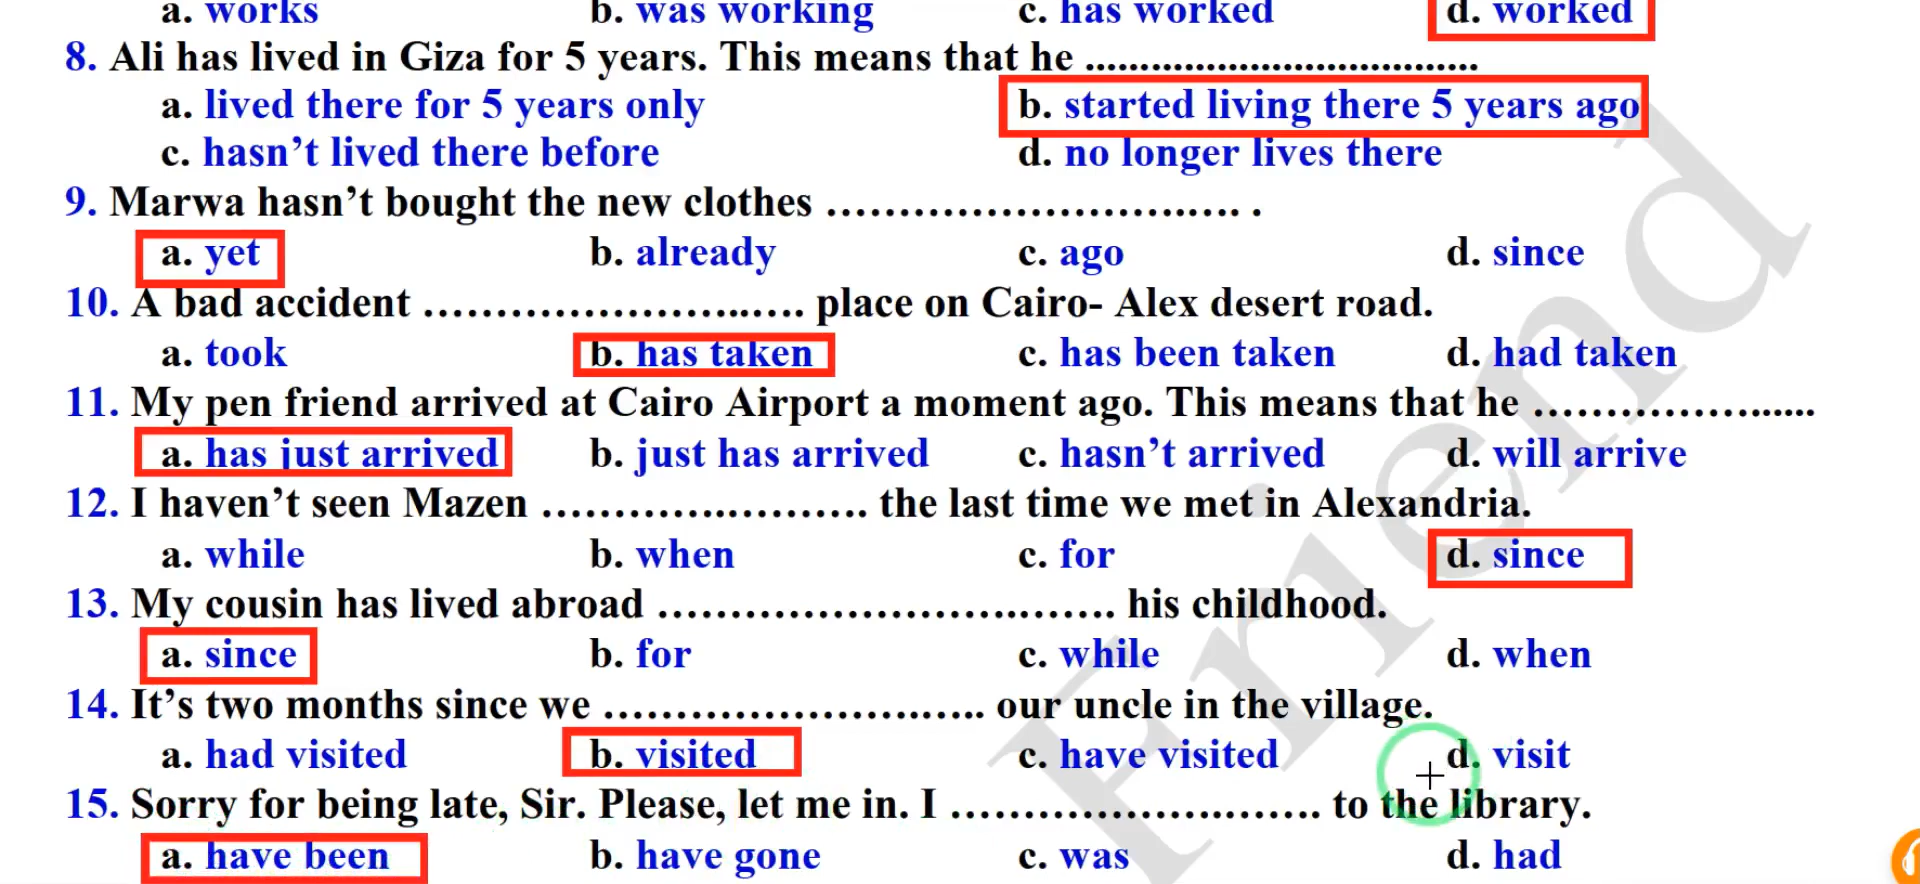 a. works b. was working c. has worked d. worked
8. Ali has lived in Giza for 5 years. This means that he ....................................
a. lived there for 5 years only b. started living there 5 years ago
c. hasn’t lived there before d. no longer lives there
9. Marwa hasn’t bought the new clothes ……………………….…. .
a. yet b. already c. ago d. since
10. A bad accident …………………..…. place on Cairo- Alex desert road.
a. took b. has taken c. has been taken d. had taken
11. My pen friend arrived at Cairo Airport a moment ago. This means that he ……………......
a. has just arrived b. just has arrived c. hasn’t arrived d. will arrive
12. I haven’t seen Mazen …………..………. the last time we met in Alexandria.
a. while b. when c. for d. since
13. My cousin has lived abroad …………………….……. his childhood.
a. since b. for c. while d. when
14. It’s two months since we ………………….….. our uncle in the village.
a. had visited b. visited c. have visited d. visit
15. Sorry for being late, Sir. Please, let me in. I ……………….……. to the library.
a. have been b. have gone c. was d. had
Friend